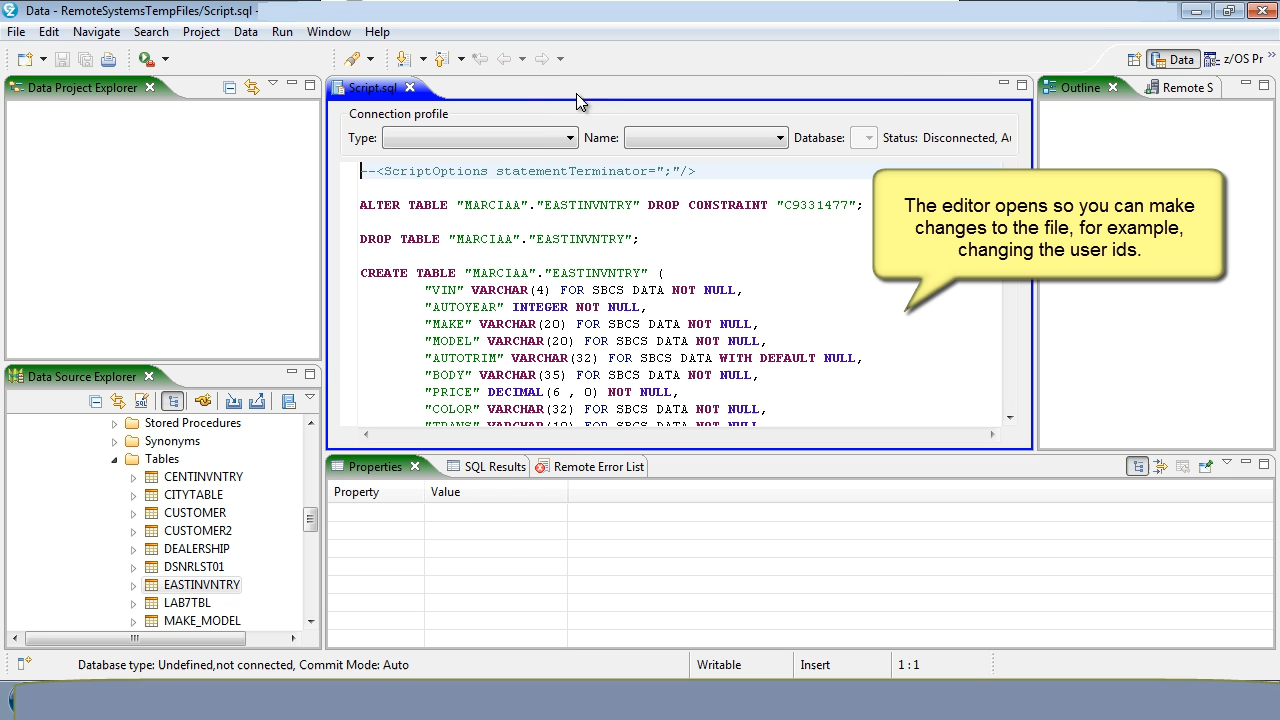 Data - RemoteSystemsTempFiles/Script.sql -
File Edit Navigate Search Project Data Run Window Help
Data z/OS Pr
Data Project Explorer
Script.sql
Outline Remote S
Connection profile
Type: Name: Database: Status: Disconnected,
--<ScriptOptions statementTerminator=";"/>
ALTER TABLE "MARCIAA"."EASTINVNTRY" DROP CONSTRAINT "C9331477";
DROP TABLE "MARCIAA"."EASTINVNTRY";
CREATE TABLE "MARCIAA"."EASTINVNTRY" (
"VIN" VARCHAR(4) FOR SBCS DATA NOT NULL,
"AUTOYEAR" INTEGER NOT NULL,
"MAKE" VARCHAR(20) FOR SBCS DATA NOT NULL,
"MODEL" VARCHAR(20) FOR SBCS DATA NOT NULL,
"AUTOTRIM" VARCHAR(32) FOR SBCS DATA WITH DEFAULT NULL,
"BODY" VARCHAR(35) FOR SBCS DATA NOT NULL,
"PRICE" DECIMAL(6 , 0) NOT NULL,
"COLOR" VARCHAR(32) FOR SBCS DATA NOT NULL,
The editor opens so you can make
changes to the file, for example,
changing the user ids.
Data Source Explorer
Stored Procedures
Synonyms
Tables
CENTINVNTRY
CITYTABLE
CUSTOMER
CUSTOMER2
DEALERSHIP
DSNRLST01
EASTINVNTRY
LAB7TBL
MAKE_MODEL
Properties SQL Results Remote Error List
Property Value
Database type: Undefined,not connected, Commit Mode: Auto Writable Insert 1 : 1